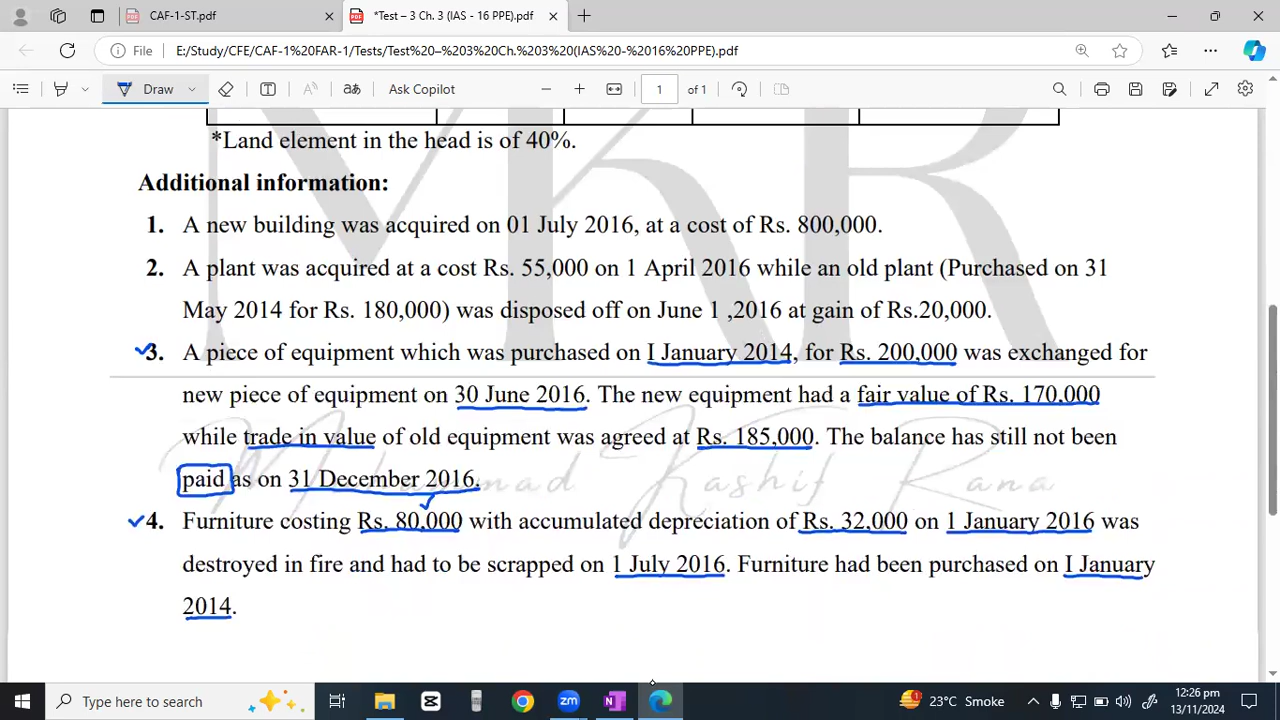 CAF-1-ST.pdf
*Test – 3 Ch. 3 (IAS - 16 PPE).pdf
File
E:/Study/CFE/CAF-1%20FAR-1/Tests/Test%20–%203%20Ch.%203%20(IAS%20-%2016%20PPE).pdf
Draw
Ask Copilot
1 of 1
*Land element in the head is of 40%.
Additional information:
1. A new building was acquired on 01 July 2016, at a cost of Rs. 800,000.
2. A plant was acquired at a cost Rs. 55,000 on 1 April 2016 while an old plant (Purchased on 31
May 2014 for Rs. 180,000) was disposed off on June 1 ,2016 at gain of Rs.20,000.
3. A piece of equipment which was purchased on I January 2014, for Rs. 200,000 was exchanged for
new piece of equipment on 30 June 2016. The new equipment had a fair value of Rs. 170,000
while trade in value of old equipment was agreed at Rs. 185,000. The balance has still not been
paid as on 31 December 2016.
4. Furniture costing Rs. 80,000 with accumulated depreciation of Rs. 32,000 on 1 January 2016 was
destroyed in fire and had to be scrapped on 1 July 2016. Furniture had been purchased on I January
2014.
MKR
Muhammad Kashif Rana
Type here to search
23°C Smoke
12:26 pm
13/11/2024